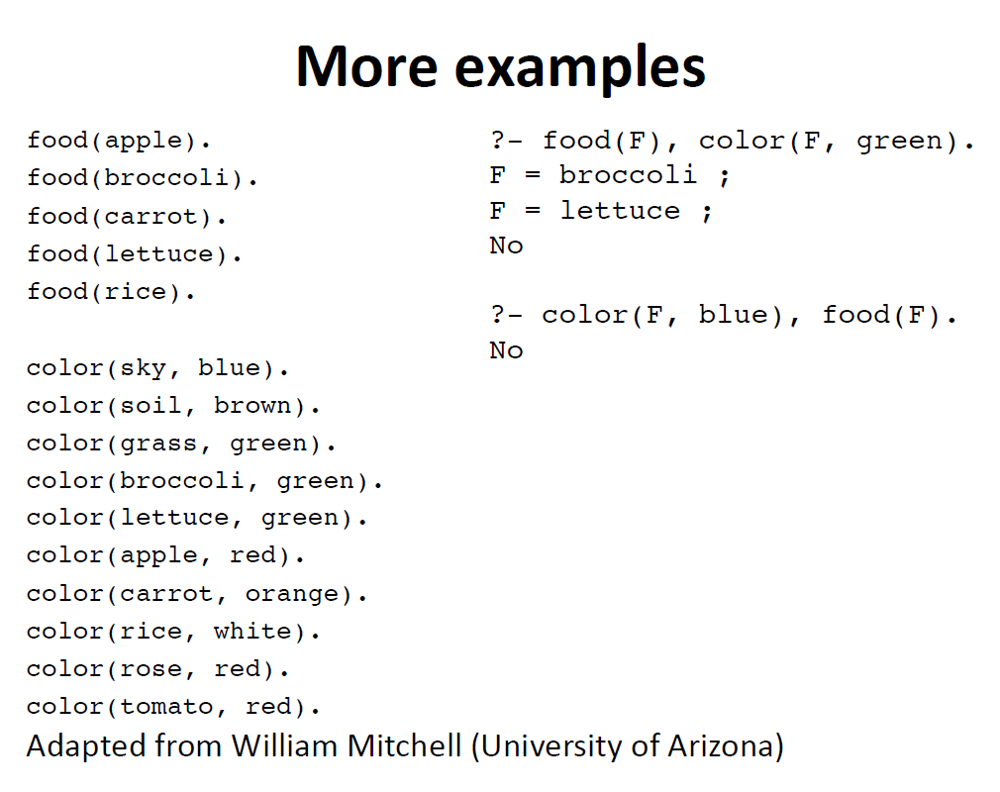 More examples
food(apple).
food(broccoli).
food(carrot).
food(lettuce).
food(rice).
color(sky, blue).
color(soil, brown).
color(grass, green).
color(broccoli, green).
color(lettuce, green).
color(apple, red).
color(carrot, orange).
color(rice, white).
color(rose, red).
color(tomato, red).
?- food(F), color(F, green).
F = broccoli ;
F = lettuce ;
No
?- color(F, blue), food(F).
No
Adapted from William Mitchell (University of Arizona)